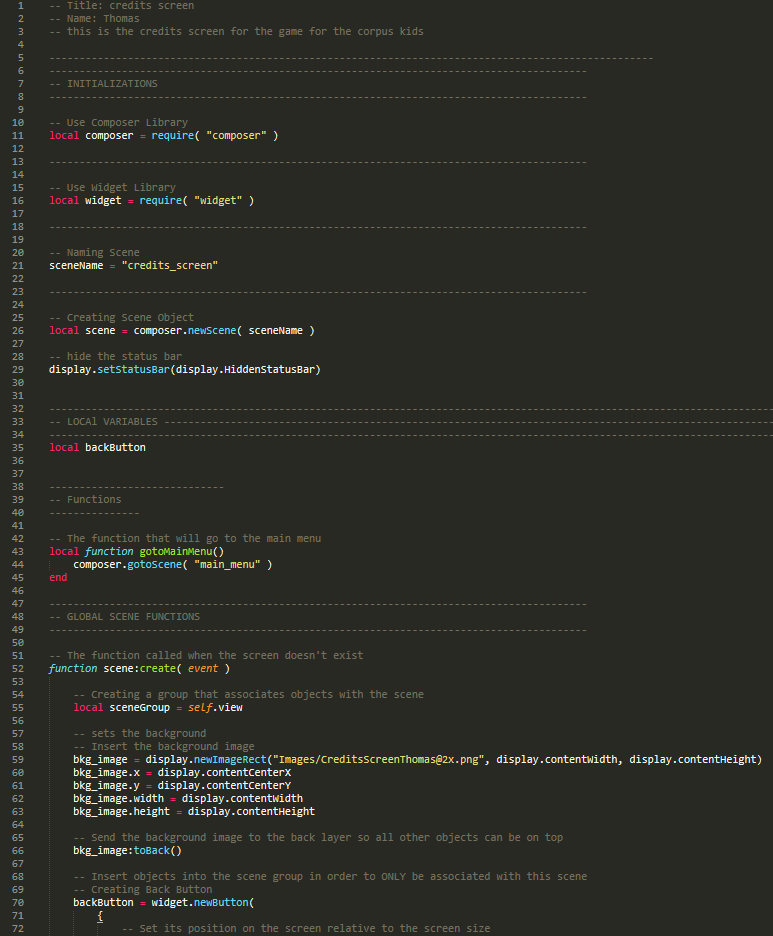 1 -- Title: credits screen
2 -- Name: Thomas
3 -- this is the credits screen for the game for the corpus kids
4
5 ----------------------------------------------------------------------------------------------------
6 -----------------------------------------------------------------------------------------
7 -- INITIALIZATIONS
8 -----------------------------------------------------------------------------------------
9
10 -- Use Composer Library
11 local composer = require( "composer" )
12
13 -----------------------------------------------------------------------------------------
14
15 -- Use Widget Library
16 local widget = require( "widget" )
17
18 -----------------------------------------------------------------------------------------
19
20 -- Naming Scene
21 sceneName = "credits_screen"
22
23 -----------------------------------------------------------------------------------------
24
25 -- Creating Scene Object
26 local scene = composer.newScene( sceneName )
27
28 -- hide the status bar
29 display.setStatusBar(display.HiddenStatusBar)
30
31
32 ------------------------------------------------------------------------------------------------------------------------
33 -- LOCAl VARIABLES -----------------------------------------------------------------------------------------------------
34 ------------------------------------------------------------------------------------------------------------------------
35 local backButton
36
37
38 -----------------------------
39 -- Functions
40 ---------------
41
42 -- The function that will go to the main menu
43 local function gotoMainMenu()
44 composer.gotoScene( "main_menu" )
45 end
46
47 -----------------------------------------------------------------------------------------
48 -- GLOBAL SCENE FUNCTIONS
49 -----------------------------------------------------------------------------------------
50
51 -- The function called when the screen doesn't exist
52 function scene:create( event )
53
54 -- Creating a group that associates objects with the scene
55 local sceneGroup = self.view
56
57 -- sets the background
58 -- Insert the background image
59 bkg_image = display.newImageRect("Images/CreditsScreenThomas@2x.png", display.contentWidth, display.contentHeight)
60 bkg_image.x = display.contentCenterX
61 bkg_image.y = display.contentCenterY
62 bkg_image.width = display.contentWidth
63 bkg_image.height = display.contentHeight
64
65 -- Send the background image to the back layer so all other objects can be on top
66 bkg_image:toBack()
67
68 -- Insert objects into the scene group in order to ONLY be associated with this scene
69 -- Creating Back Button
70 backButton = widget.newButton(
71 {
72 -- Set its position on the screen relative to the screen size